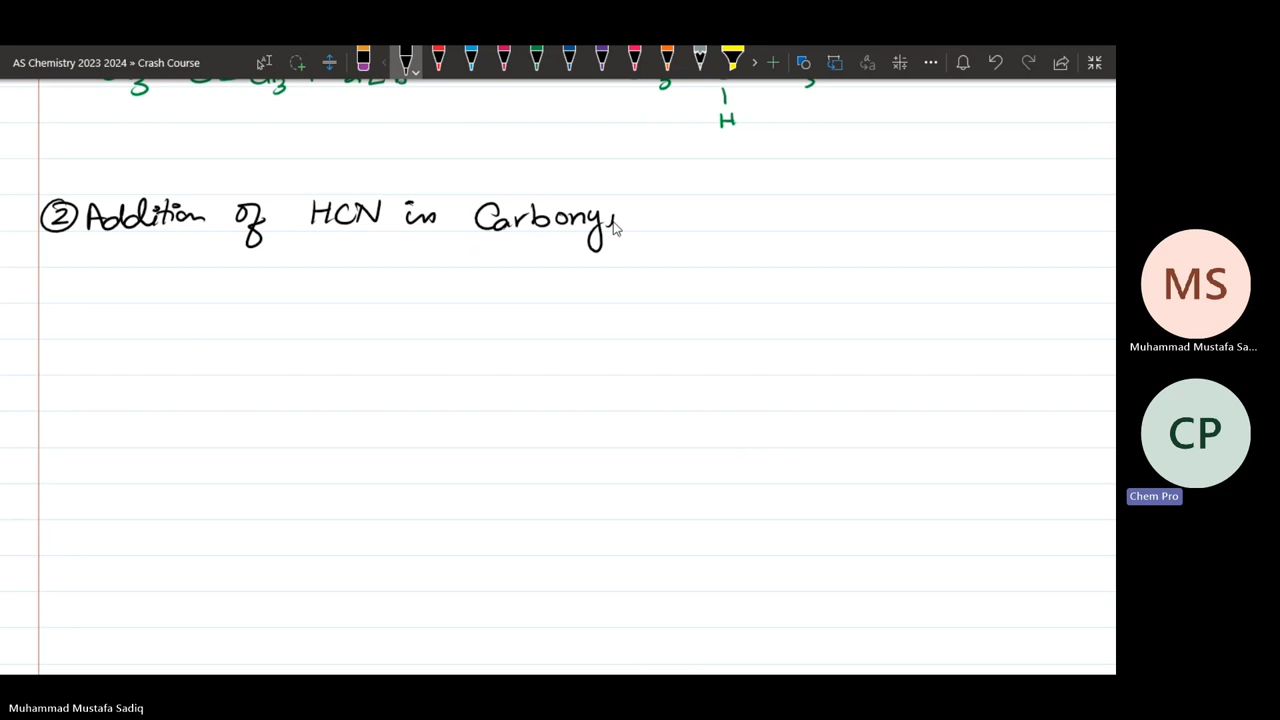 AS Chemistry 2023 2024 » Crash Course
H
② Addition of HCN in Carbony
MS
Muhammad Mustafa Sa...
CP
Chem Pro
Muhammad Mustafa Sadiq